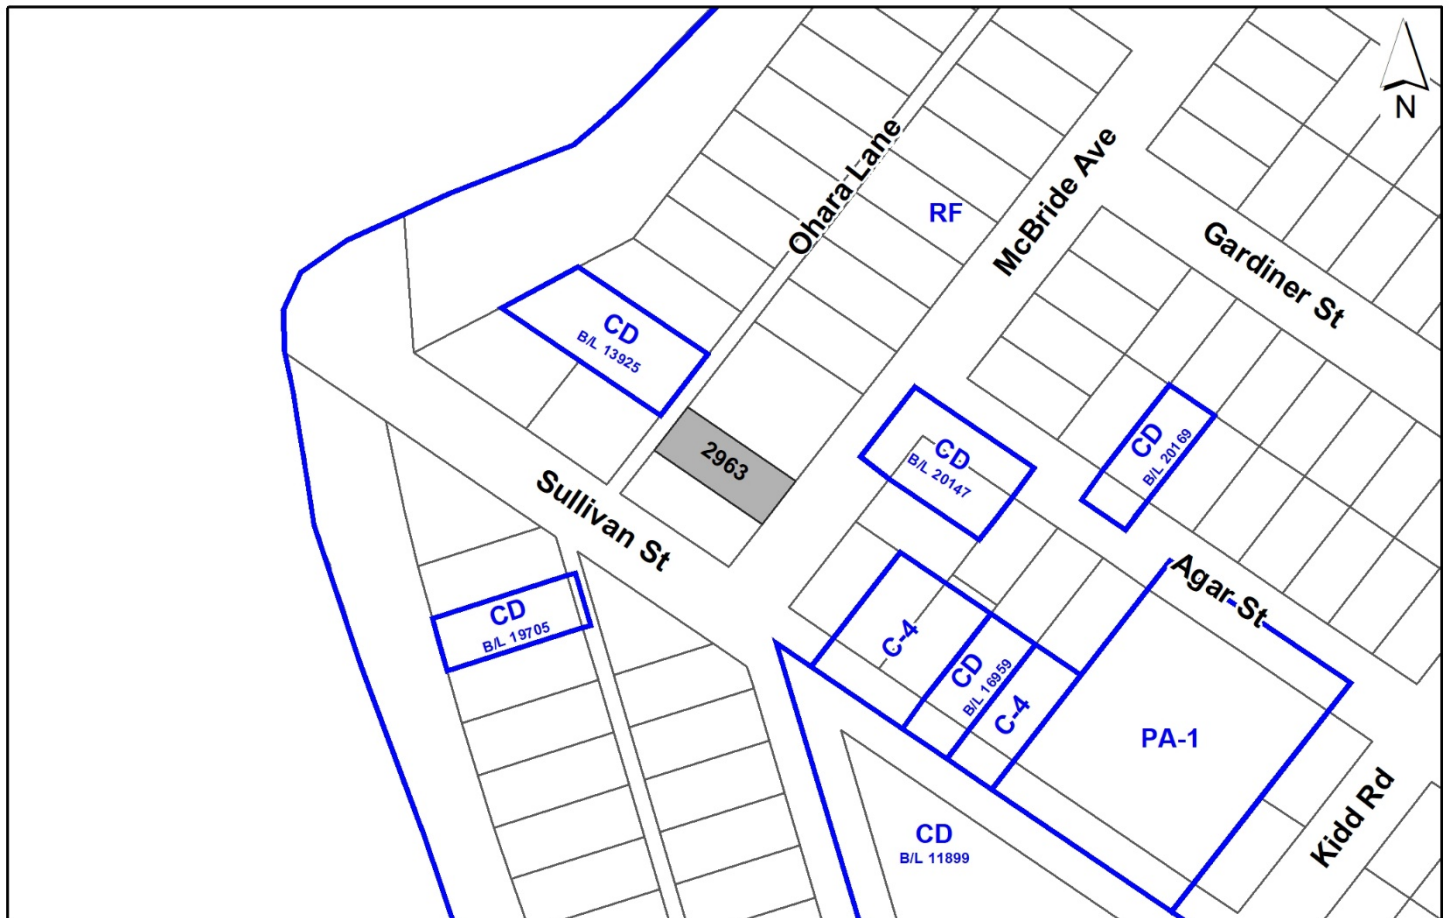 N
Ohara Lane
McBride Ave
RF
Gardiner St
CD
B/L 13925
2963
CD
B/L 20147
CD
B/L 20169
Sullivan St
Agar St
CD
B/L 19705
C-4
CD
B/L 16959
C-4
PA-1
Kidd Rd
CD
B/L 11899